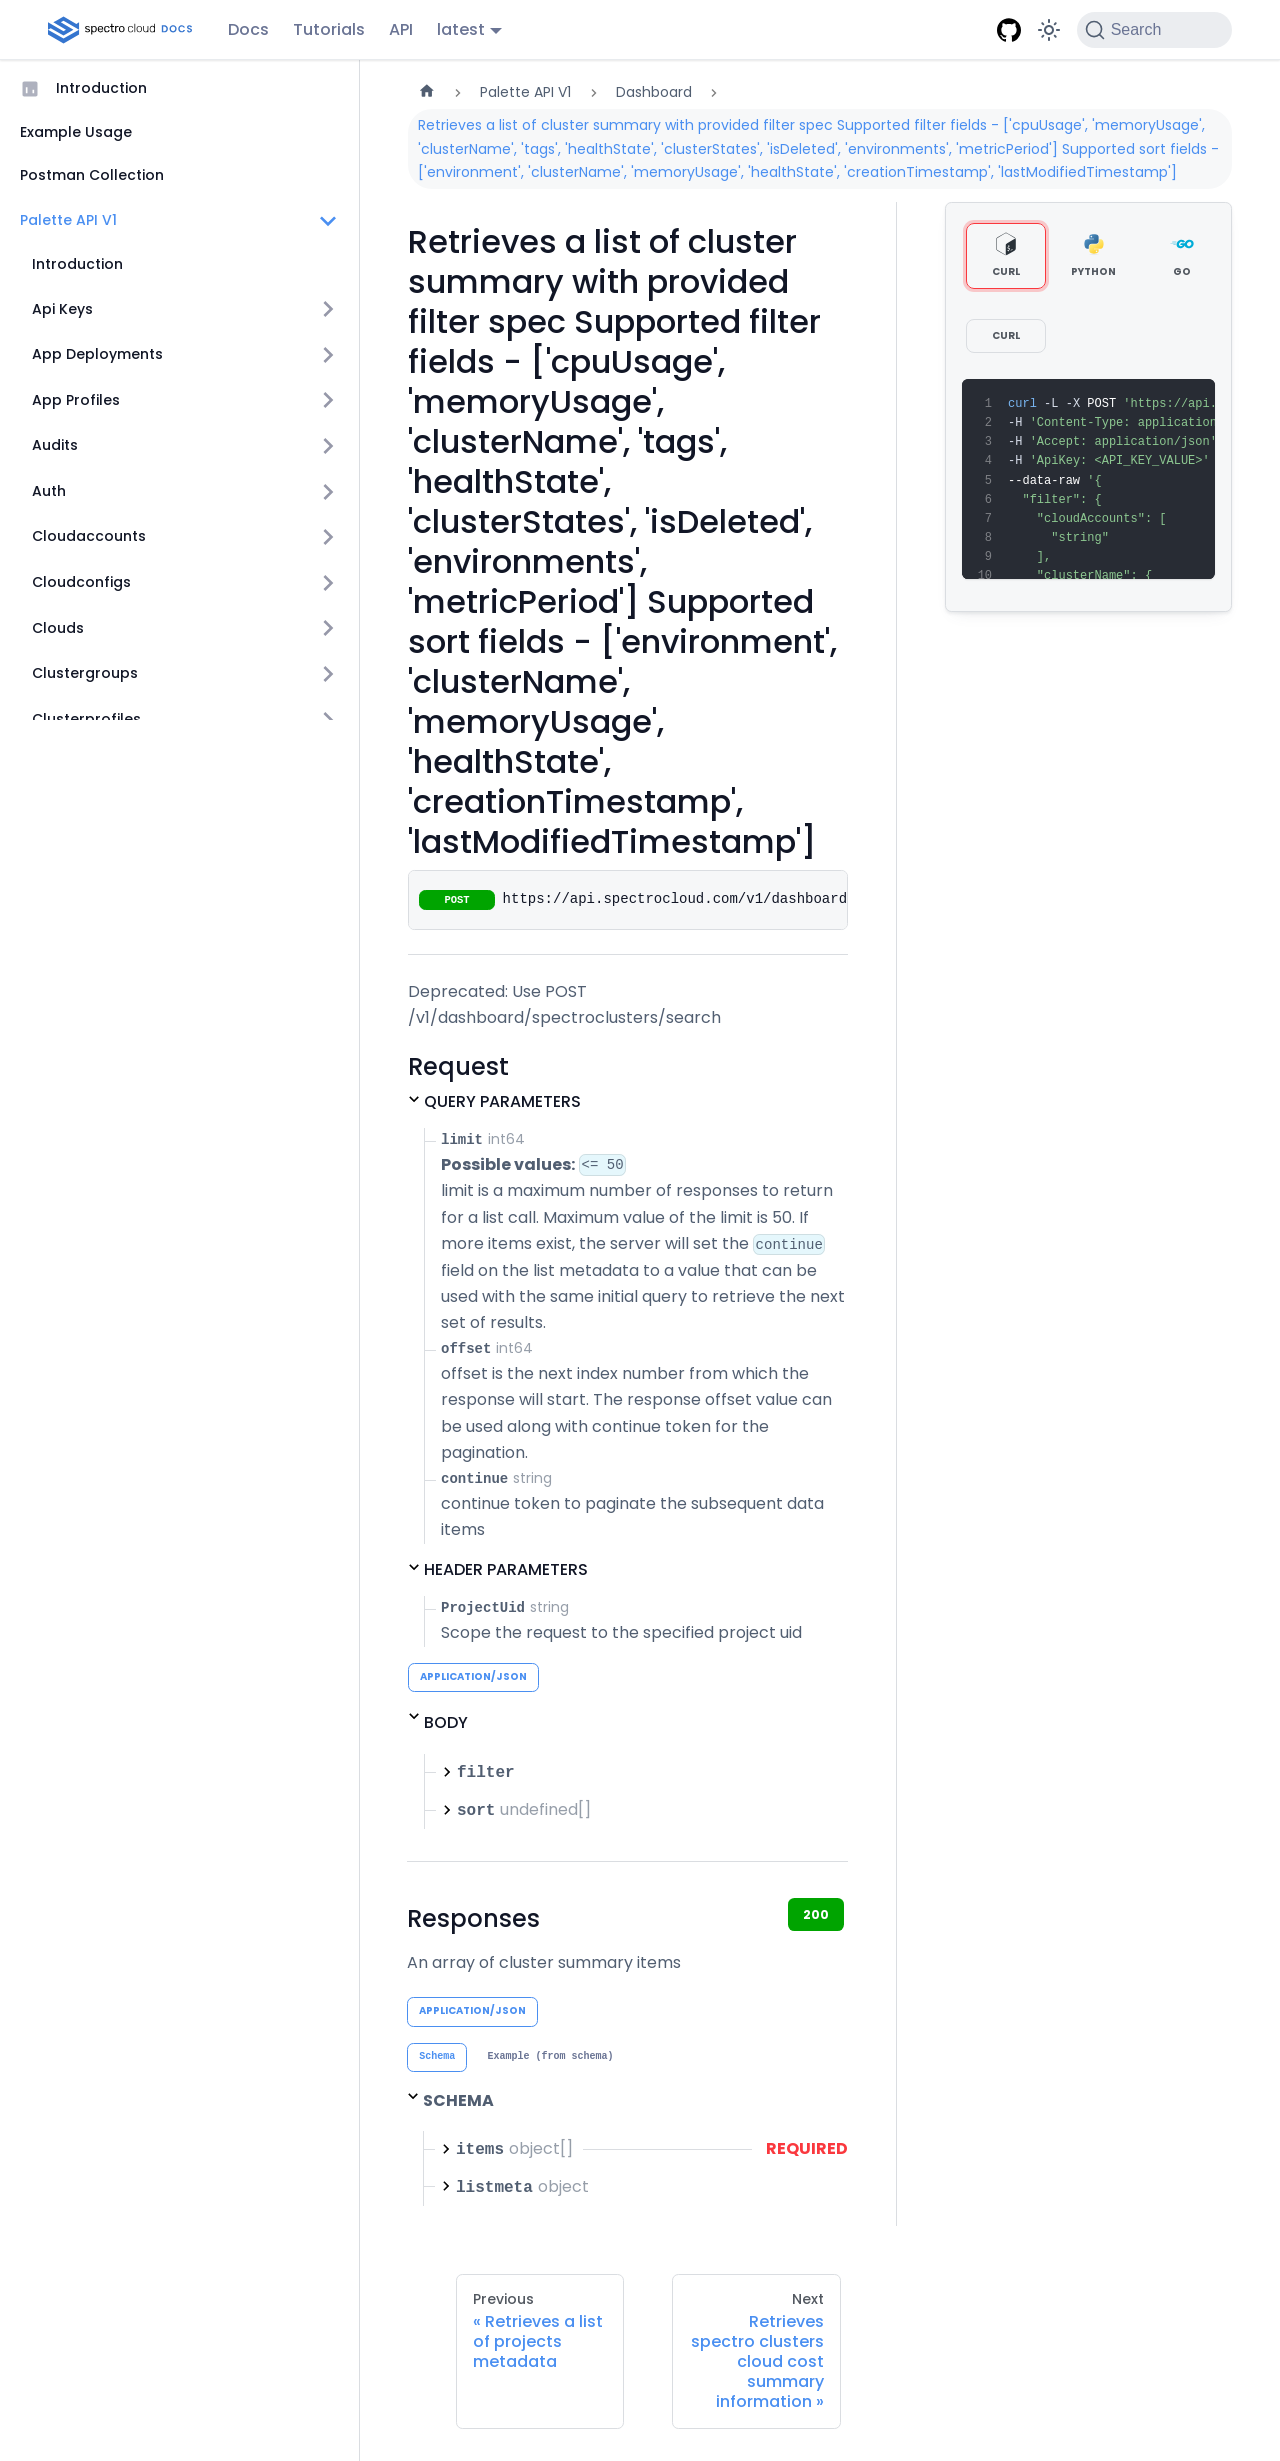 spectro cloud DOCS Docs Tutorials API latest Search
Introduction
Example Usage
Postman Collection
Palette API V1
Introduction
Api Keys
App Deployments
App Profiles
Audits
Auth
Cloudaccounts
Cloudconfigs
Clouds
Clustergroups
Clusterprofiles
Palette API V1 Dashboard
Retrieves a list of cluster summary with provided filter spec Supported filter fields - ['cpuUsage', 'memoryUsage',
'clusterName', 'tags', 'healthState', 'clusterStates', 'isDeleted', 'environments', 'metricPeriod'] Supported sort fields -
['environment', 'clusterName', 'memoryUsage', 'healthState', 'creationTimestamp', 'lastModifiedTimestamp']
Retrieves a list of cluster
summary with provided
filter spec Supported filter
fields - ['cpuUsage',
'memoryUsage',
'clusterName', 'tags',
'healthState',
'clusterStates', 'isDeleted',
'environments',
'metricPeriod'] Supported
sort fields - ['environment',
'clusterName',
'memoryUsage',
'healthState',
'creationTimestamp',
'lastModifiedTimestamp']
POST https://api.spectrocloud.com/v1/dashboard
Deprecated: Use POST
/v1/dashboard/spectroclusters/search
Request
QUERY PARAMETERS
limit int64
Possible values: <= 50
limit is a maximum number of responses to return
for a list call. Maximum value of the limit is 50. If
more items exist, the server will set the continue
field on the list metadata to a value that can be
used with the same initial query to retrieve the next
set of results.
offset int64
offset is the next index number from which the
response will start. The response offset value can
be used along with continue token for the
pagination.
continue string
continue token to paginate the subsequent data
items
HEADER PARAMETERS
ProjectUid string
Scope the request to the specified project uid
APPLICATION/JSON
BODY
filter
sort undefined[]
Responses 200
An array of cluster summary items
APPLICATION/JSON
Schema Example (from schema)
SCHEMA
items object[] REQUIRED
listmeta object
CURL PYTHON GO
CURL
1 curl -L -X POST 'https://api.
2 -H 'Content-Type: application
3 -H 'Accept: application/json'
4 -H 'ApiKey: <API_KEY_VALUE>'
5 --data-raw '{
6 "filter": {
7 "cloudAccounts": [
8 "string"
9 ],
10 "clusterName": {
Previous
« Retrieves a list
of projects
metadata
Next
Retrieves
spectro clusters
cloud cost
summary
information »